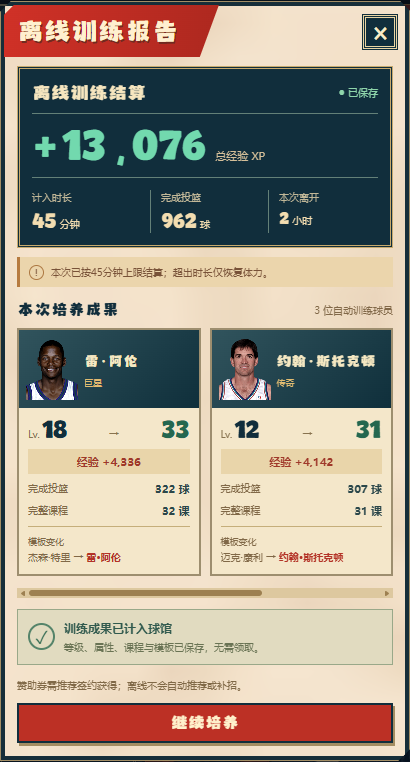 离线训练报告
×
离线训练结算
已保存
+13,076 总经验 XP
计入时长
45 分钟
完成投篮
962 球
本次离开
2 小时
本次已按45分钟上限结算；超出时长仅恢复体力。
本次培养成果
3 位自动训练球员
雷·阿伦
巨星
Lv.18 → 33
经验 +4,336
完成投篮 322 球
完整课程 32 课
模板变化
杰森·特里 → 雷·阿伦
约翰·斯托克顿
传奇
Lv.12 → 31
经验 +4,142
完成投篮 307 球
完整课程 31 课
模板变化
迈克·康利 → 约翰·斯托克顿
训练成果已计入球馆
等级、属性、课程与模板已保存，无需领取。
赞助券需推荐签约获得；离线不会自动推荐或补招。
继续培养